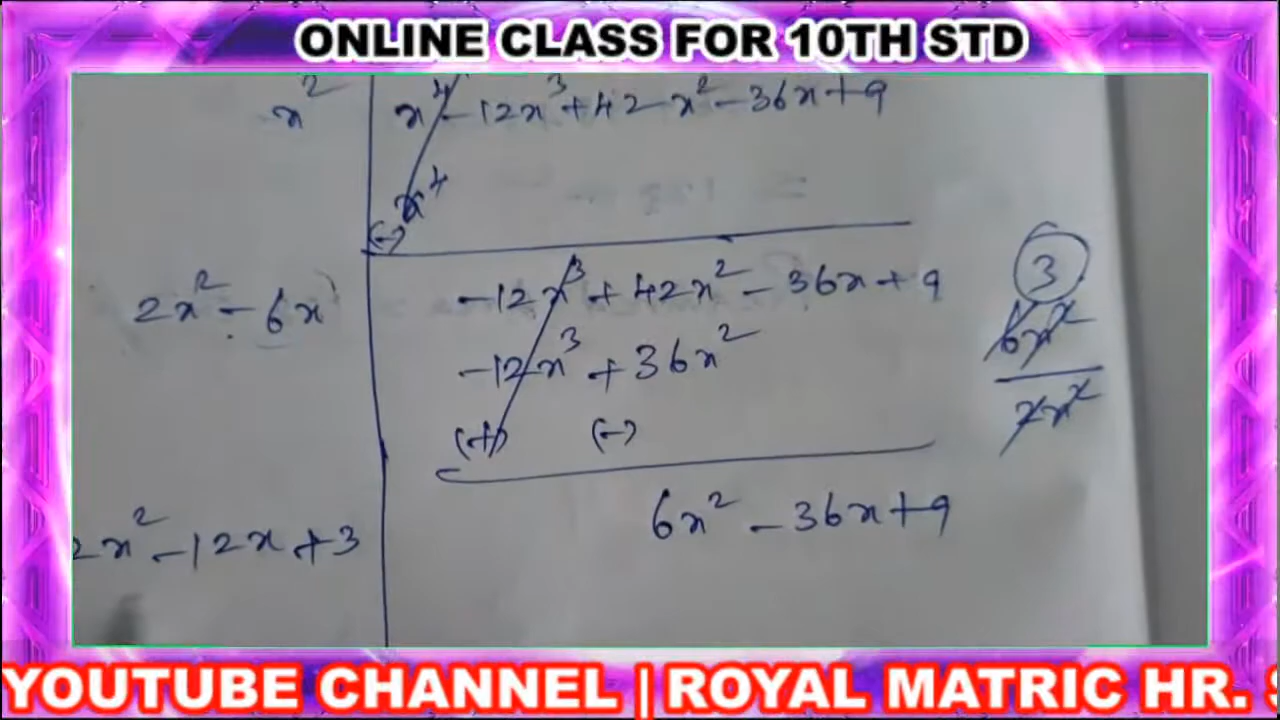 ONLINE CLASS FOR 10TH STD
x² | x⁴ - 12x³ + 42x² - 36x + 9
x⁴
(-)
2x² - 6x | -12x³ + 42x² - 36x + 9
-12x³ + 36x²
(+) (-)
3
6x²
2x²
6x² - 36x + 9
2x² - 12x + 3
YOUTUBE CHANNEL | ROYAL MATRIC HR. S